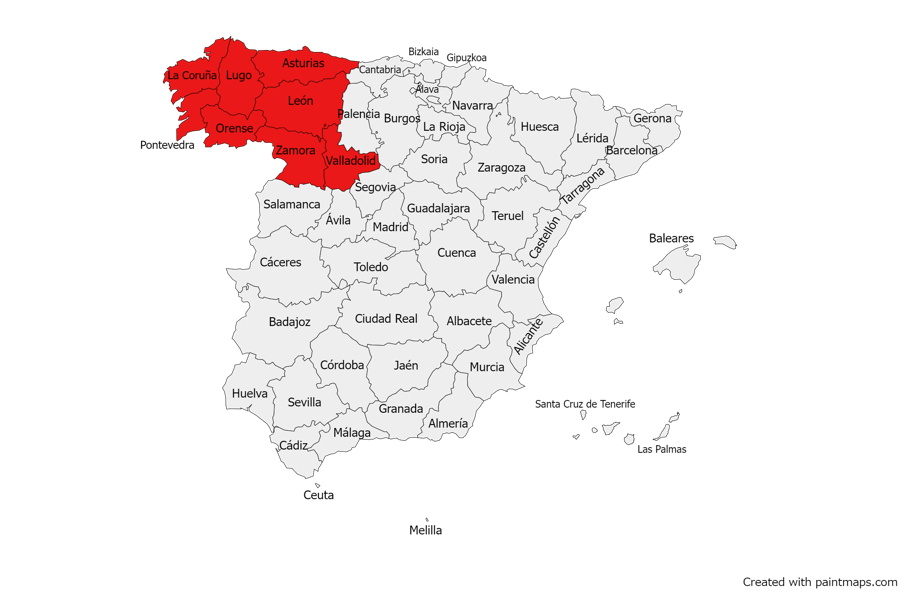 Bizkaia
Gipuzkoa
Asturias
Cantabria
La Coruña
Lugo
Álava
León
Navarra
Palencia
Burgos
Gerona
La Rioja
Huesca
Orense
Lérida
Pontevedra
Zamora
Barcelona
Valladolid
Soria
Zaragoza
Segovia
Tarragona
Salamanca
Guadalajara
Teruel
Ávila
Madrid
Castellón
Baleares
Cuenca
Cáceres
Toledo
Valencia
Badajoz
Ciudad Real
Albacete
Alicante
Córdoba
Jaén
Murcia
Huelva
Sevilla
Granada
Santa Cruz de Tenerife
Almería
Málaga
Cádiz
Las Palmas
Ceuta
Melilla
Created with paintmaps.com